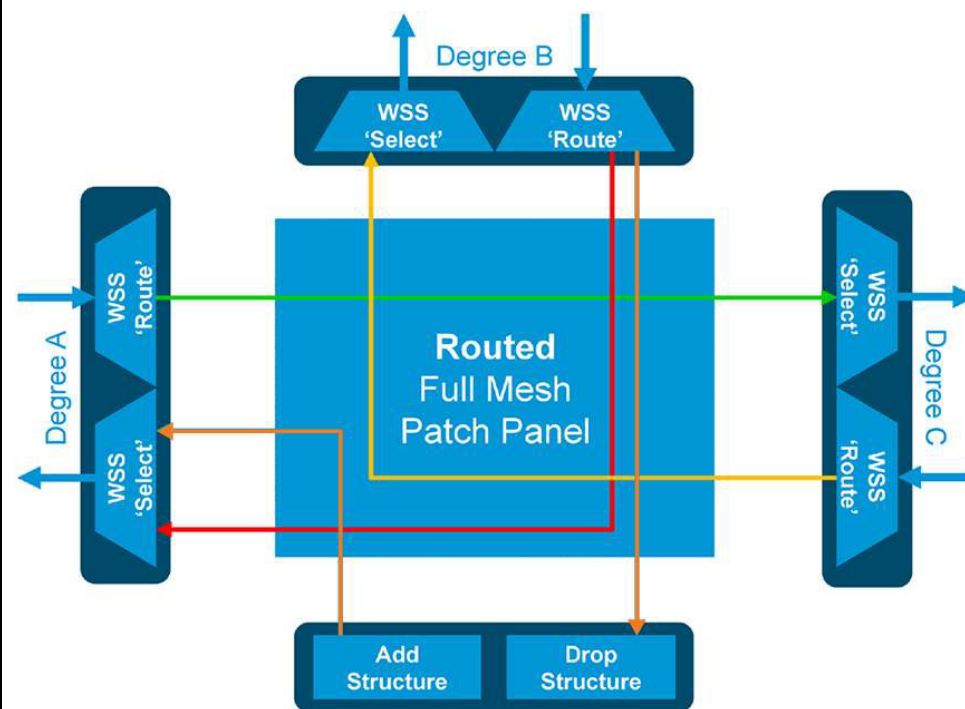 Degree B
WSS
'Select'
WSS
'Route'
WSS
'Route'
Degree A
WSS
'Select'
Routed
Full Mesh
Patch Panel
WSS
'Select'
Degree C
WSS
'Route'
Add
Structure
Drop
Structure